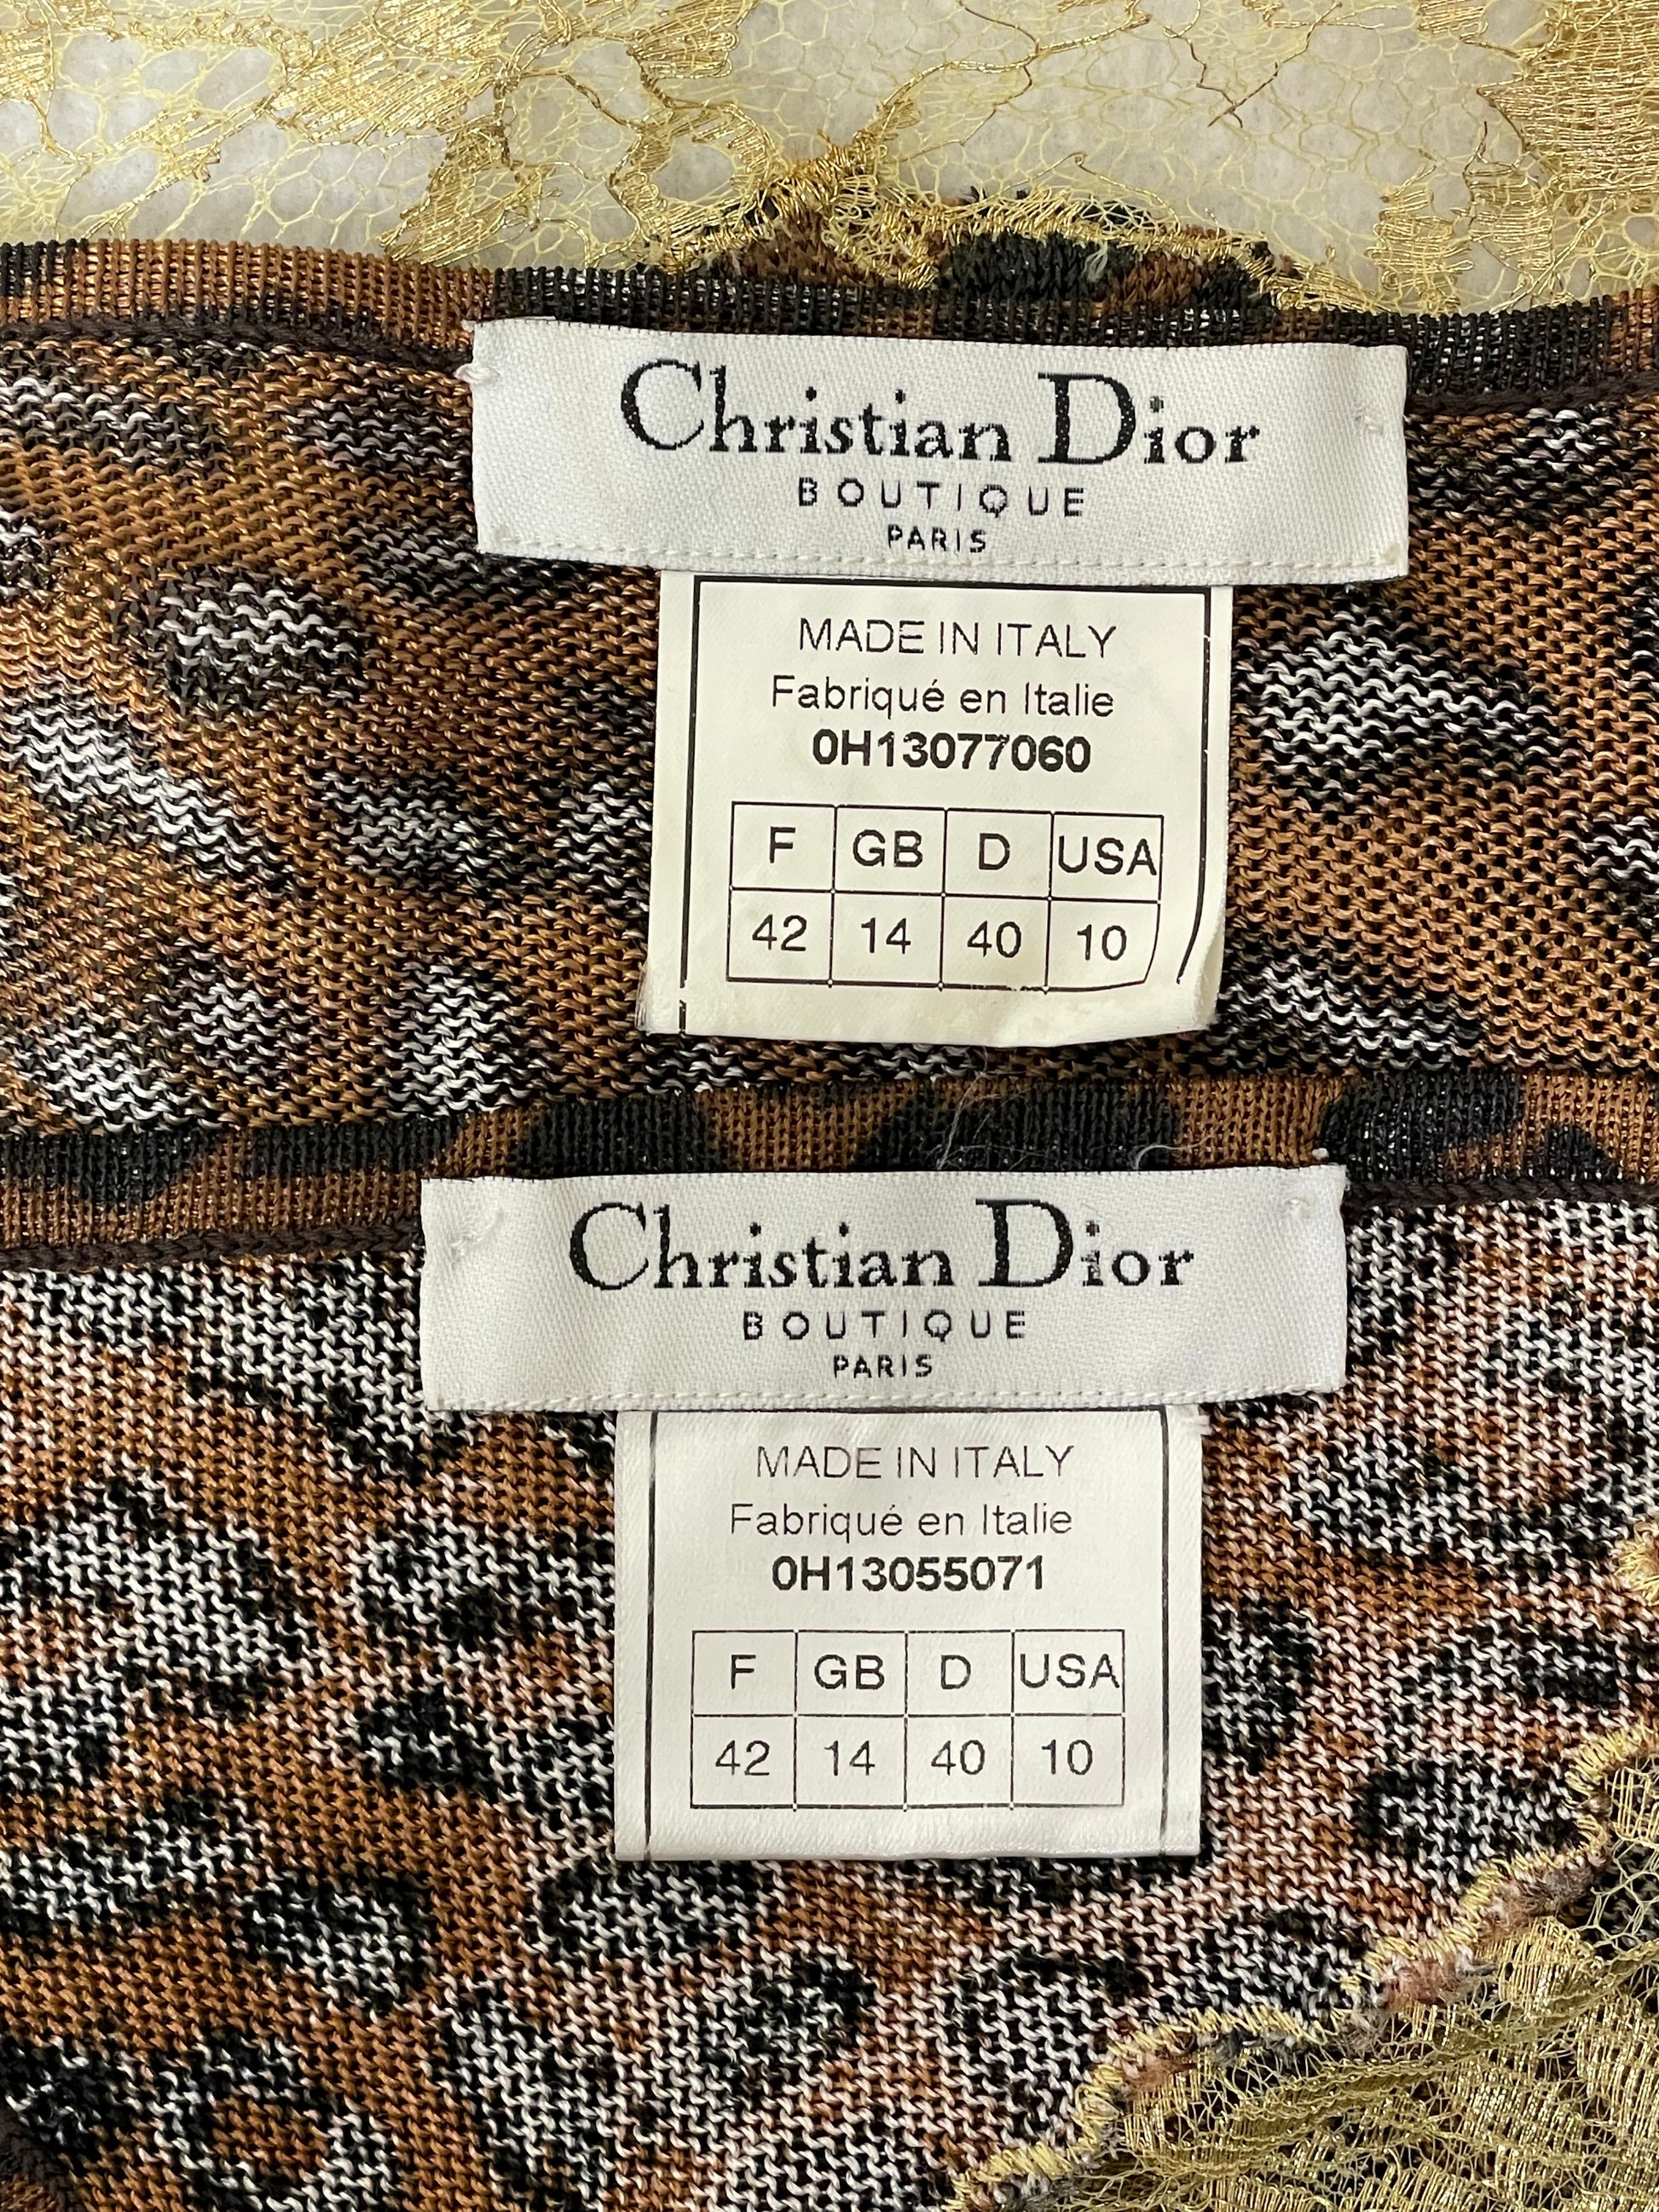 Christian Dior
BOUTIQUE
PARIS
MADE IN ITALY
Fabriqué en Italie
0H13077060
F GB D USA
42 14 40 10
Christian Dior
BOUTIQUE
PARIS
MADE IN ITALY
Fabriqué en Italie
0H13055071
F GB D USA
42 14 40 10